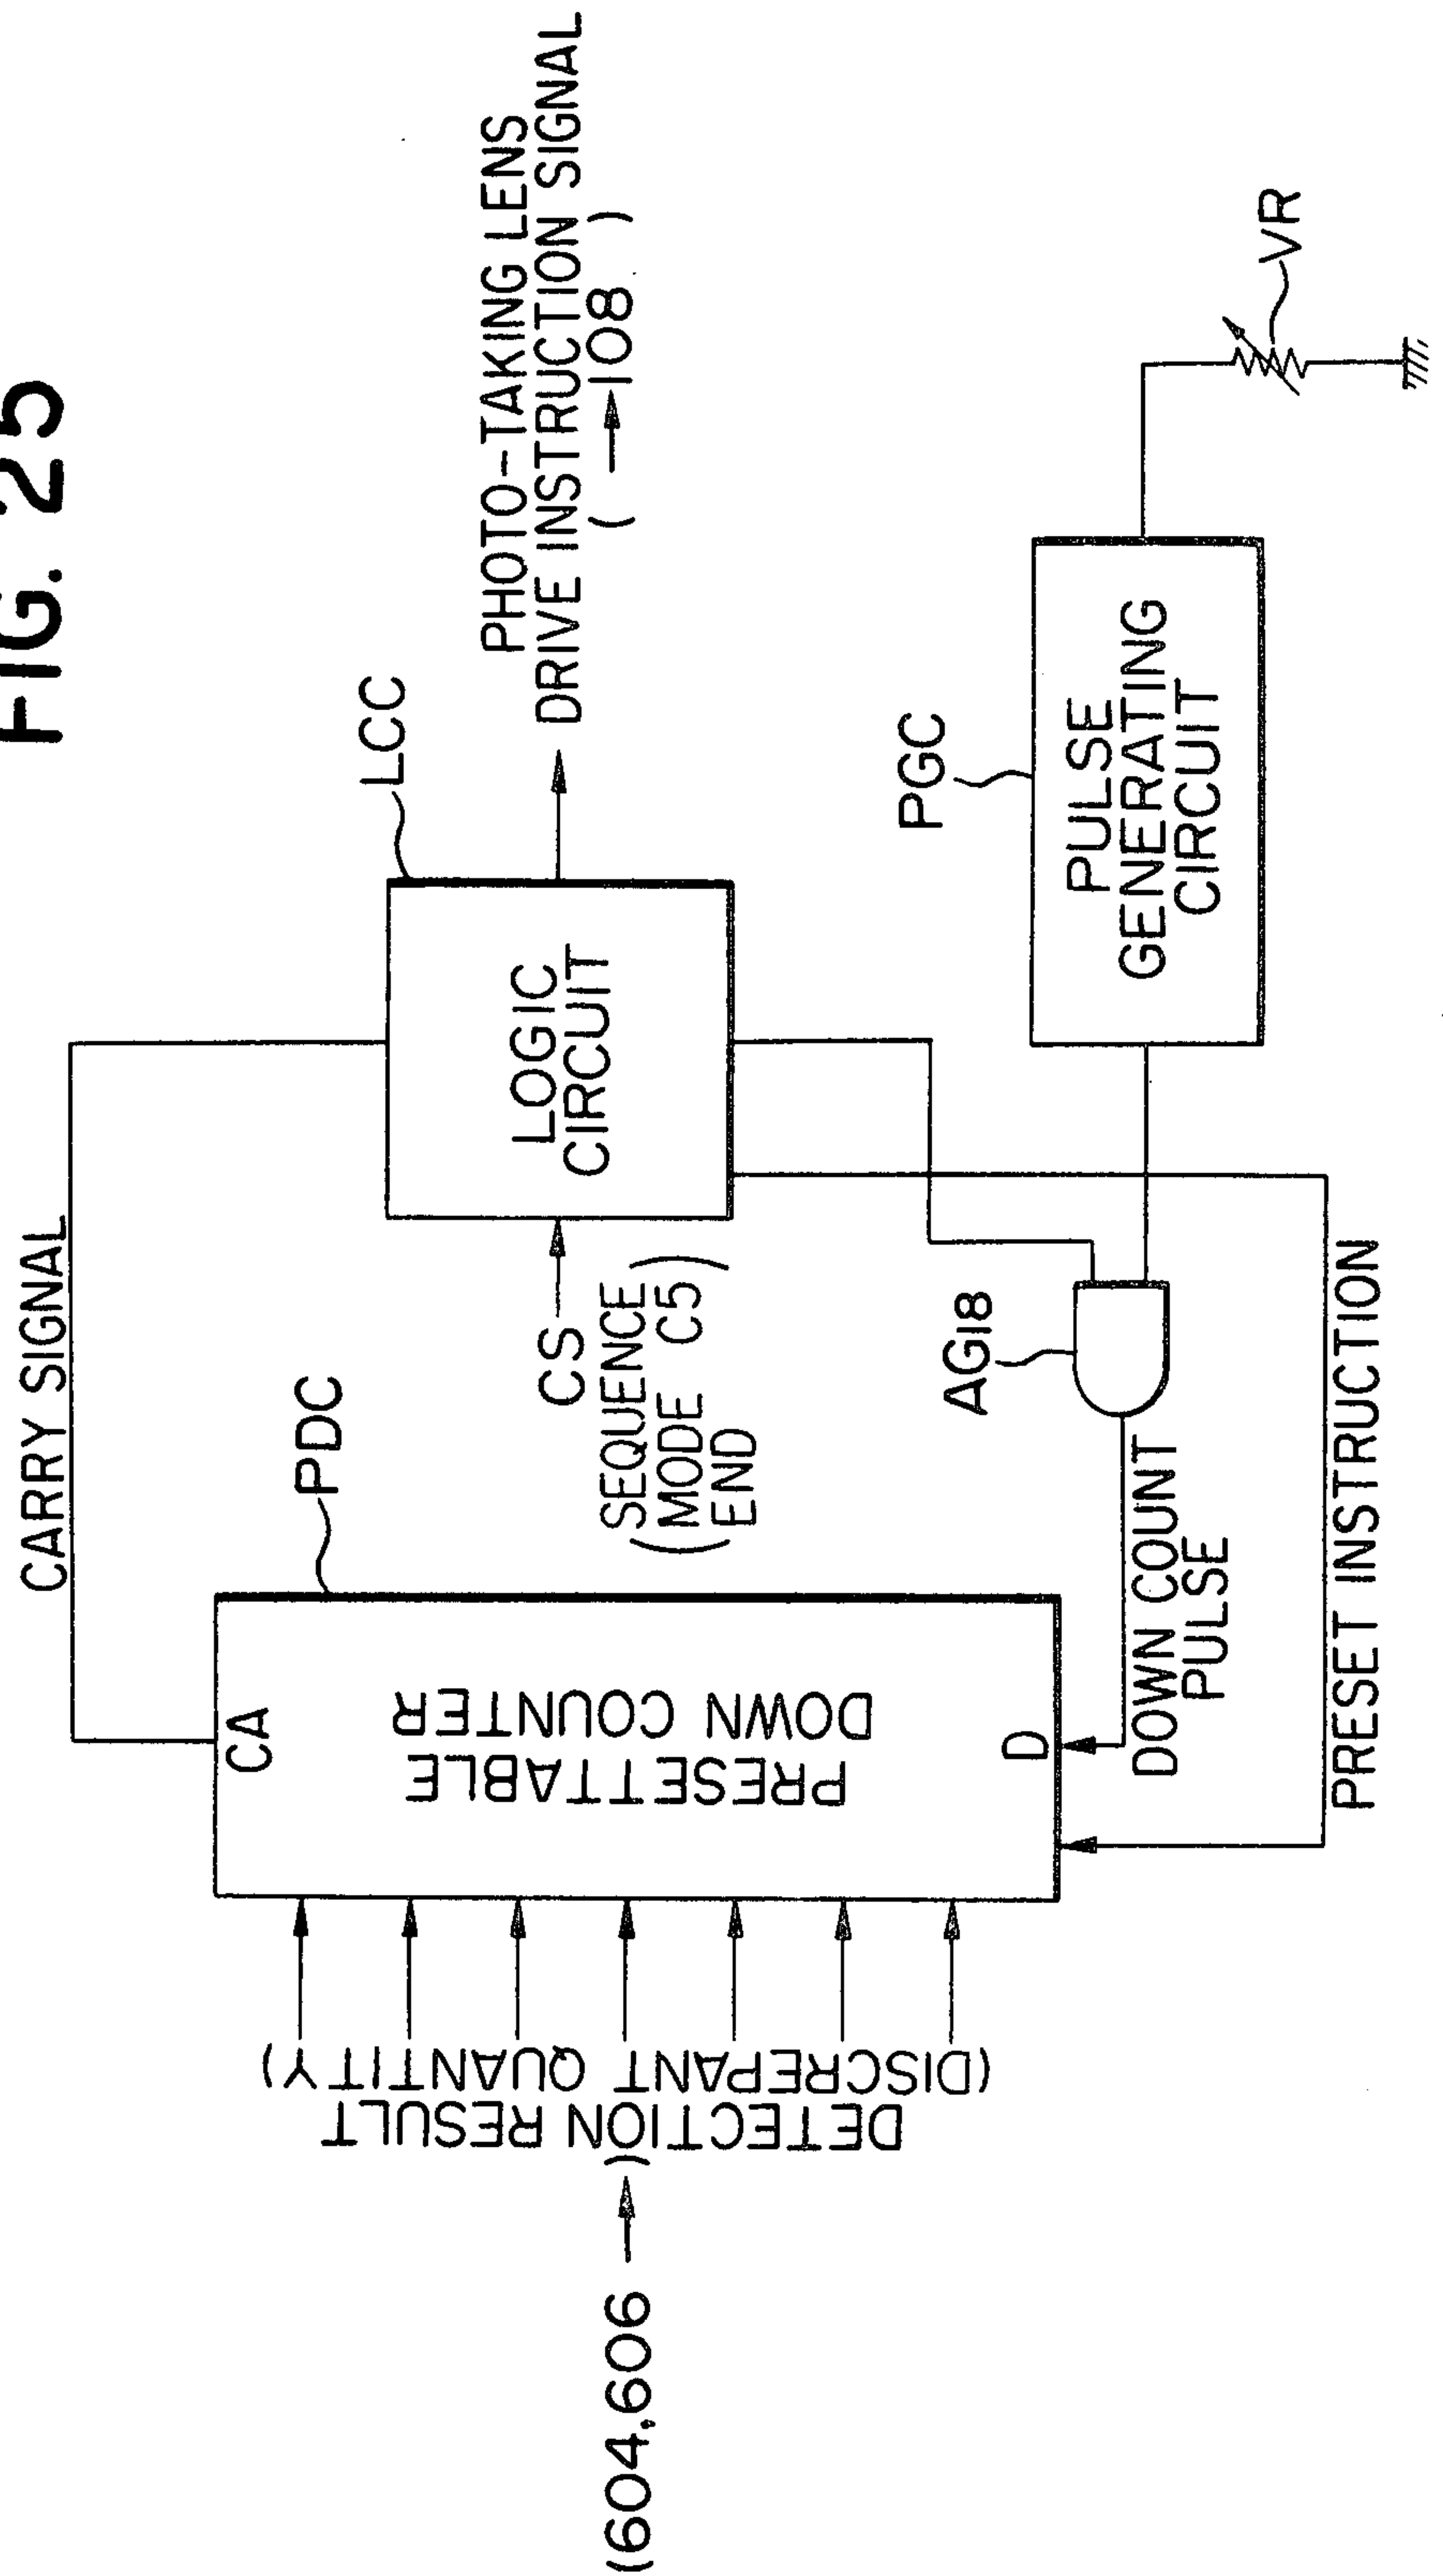 FIG. 25
CARRY SIGNAL
PDC
CA
PRESETTABLE
DOWN COUNTER
D
DETECTION RESULT
(DISCREPANT QUANTITY)
(604,606 → )
LCC
LOGIC
CIRCUIT
CS
(SEQUENCE
MODE C5)
END
PHOTO-TAKING LENS
DRIVE INSTRUCTION SIGNAL
( → 108 )
AG18
DOWN COUNT
PULSE
PGC
PULSE
GENERATING
CIRCUIT
VR
PRESET INSTRUCTION